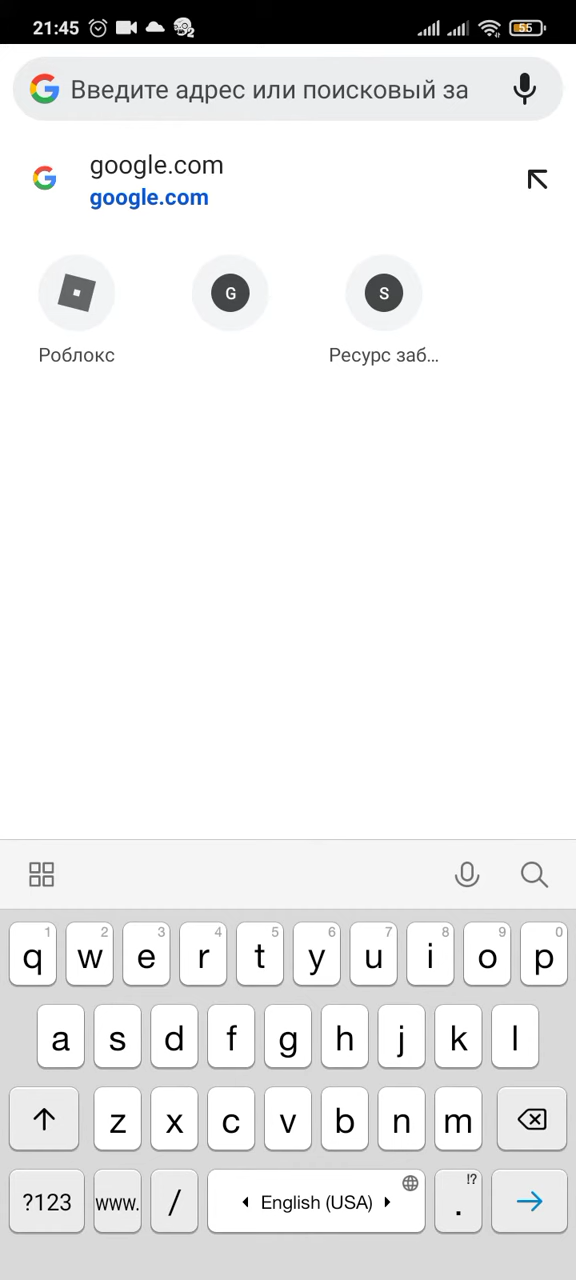 21:45 2 55
Введите адрес или поисковый за
google.com
google.com
G S
Роблокс Ресурс заб...
1 2 3 4 5 6 7 8 9 0
q w e r t y u i o p
a s d f g h j k l
z x c v b n m
?123 www. / English (USA) !? .